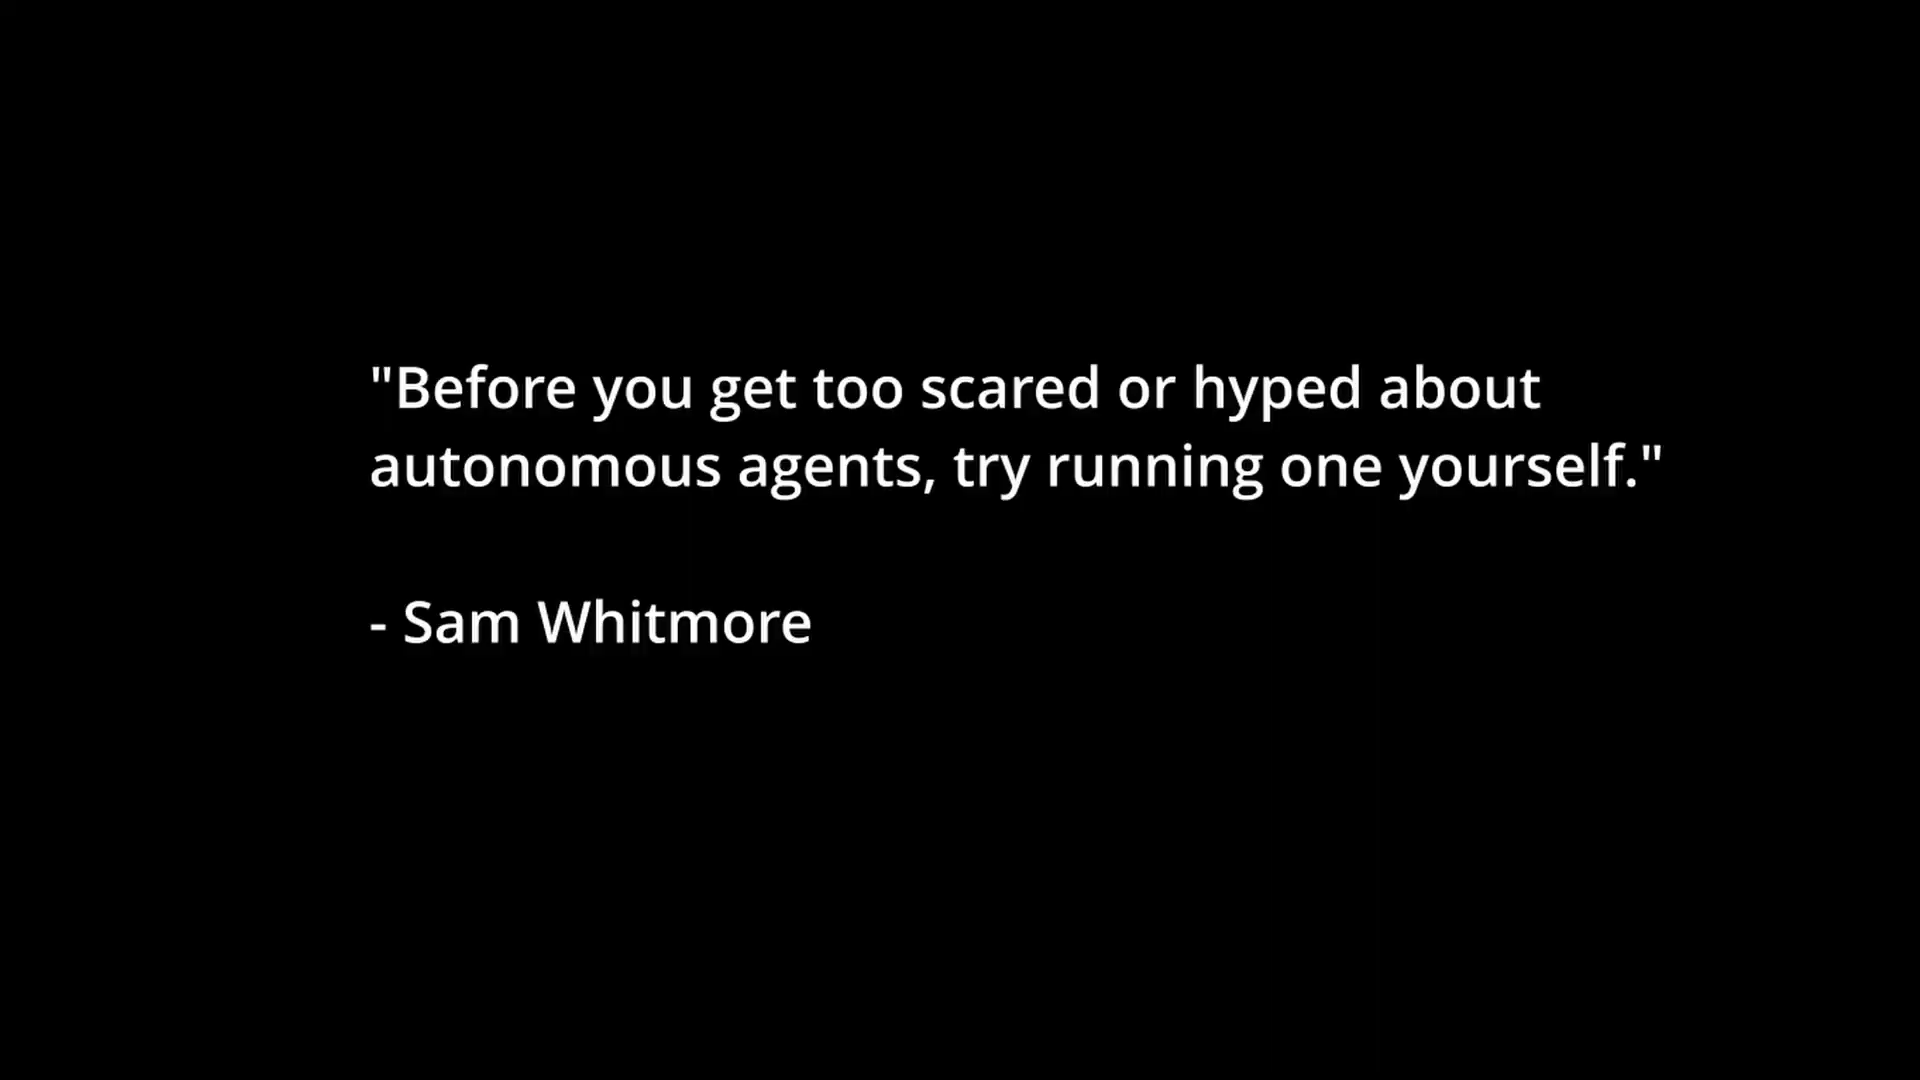 "Before you get too scared or hyped about
autonomous agents, try running one yourself."
- Sam Whitmore